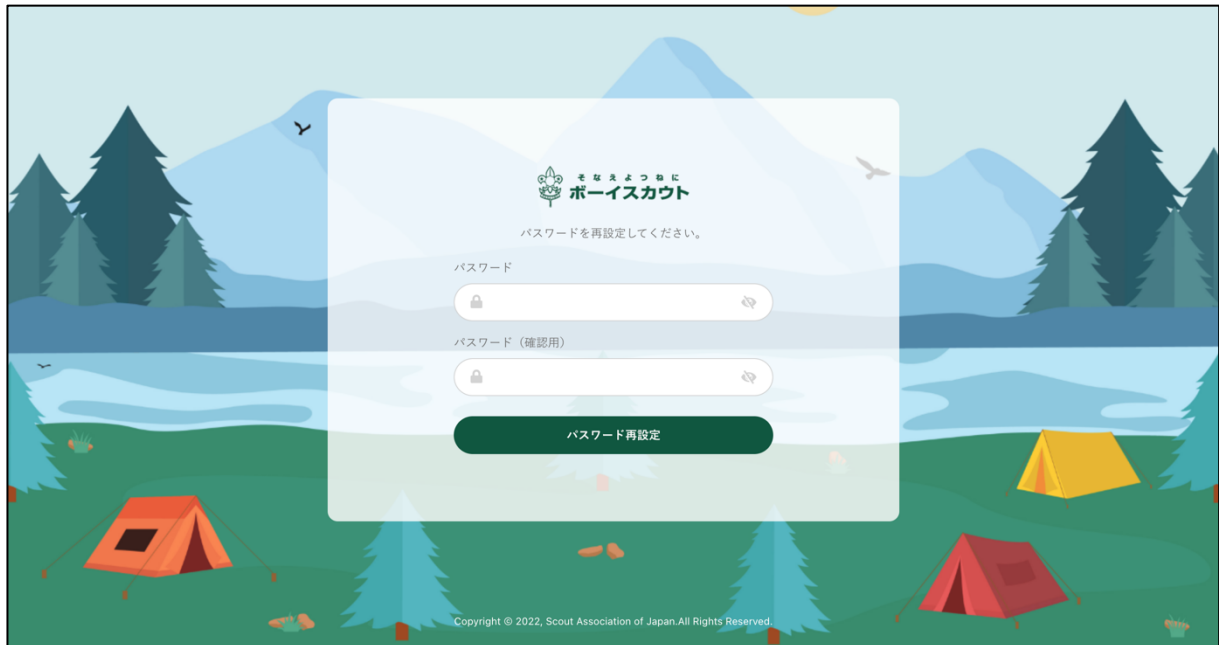 そなえよつねに
ボーイスカウト
パスワードを再設定してください。
パスワード
パスワード（確認用）
パスワード再設定
Copyright © 2022, Scout Association of Japan.All Rights Reserved.